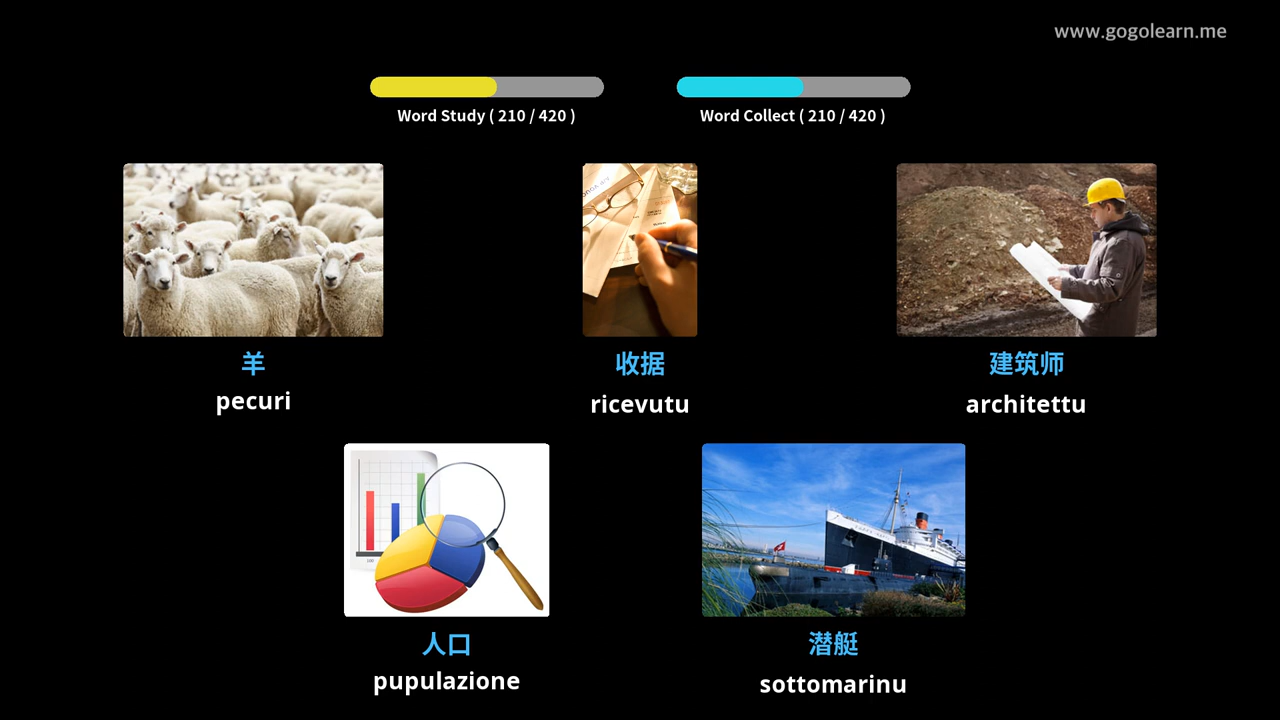 www.gogolearn.me
Word Study ( 210 / 420 )
Word Collect ( 210 / 420 )
羊
pecuri
收据
ricevutu
建筑师
architettu
人口
pupulazione
潜艇
sottomarinu